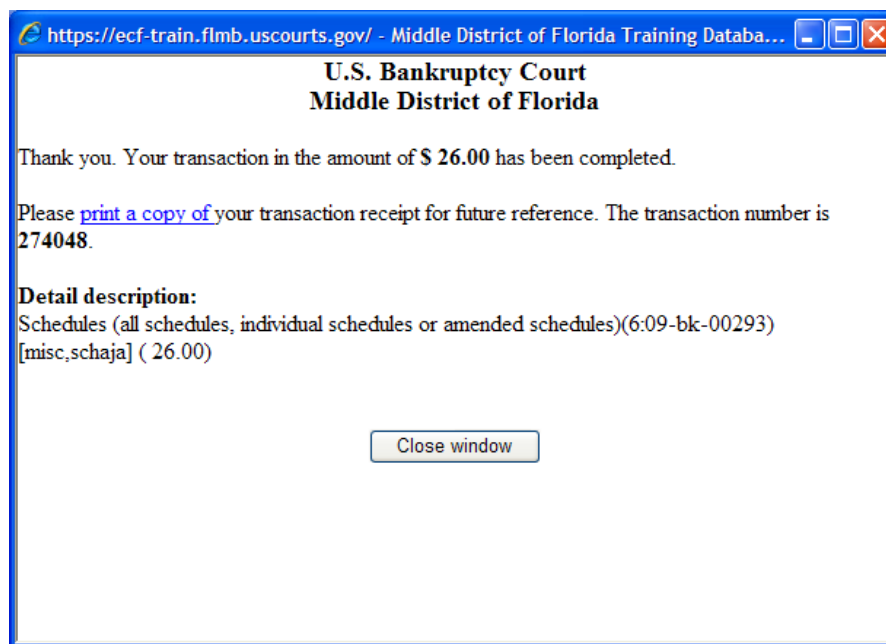 https://ecf-train.flmb.uscourts.gov/ - Middle District of Florida Training Databa...
U.S. Bankruptcy Court
Middle District of Florida
Thank you. Your transaction in the amount of $ 26.00 has been completed.
Please print a copy of your transaction receipt for future reference. The transaction number is
274048.
Detail description:
Schedules (all schedules, individual schedules or amended schedules)(6:09-bk-00293)
[misc,schaja] ( 26.00)
Close window